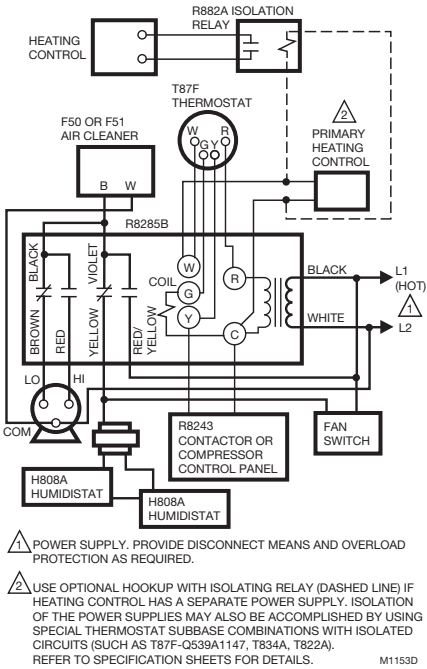 R882A ISOLATION
RELAY
HEATING
CONTROL
T87F
THERMOSTAT
W R
G Y
2
PRIMARY
HEATING
CONTROL
F50 OR F51
AIR CLEANER
B W
R8285B
BLACK
VIOLET
BROWN
RED
YELLOW
RED/
YELLOW
COIL
W
G
Y
R
C
BLACK
WHITE
L1
(HOT)
1
L2
LO HI
COM
R8243
CONTACTOR OR
COMPRESSOR
CONTROL PANEL
FAN
SWITCH
H808A
HUMIDISTAT
H808A
HUMIDISTAT
1 POWER SUPPLY. PROVIDE DISCONNECT MEANS AND OVERLOAD
PROTECTION AS REQUIRED.
2 USE OPTIONAL HOOKUP WITH ISOLATING RELAY (DASHED LINE) IF
HEATING CONTROL HAS A SEPARATE POWER SUPPLY. ISOLATION
OF THE POWER SUPPLIES MAY ALSO BE ACCOMPLISHED BY USING
SPECIAL THERMOSTAT SUBBASE COMBINATIONS WITH ISOLATED
CIRCUITS (SUCH AS T87F-Q539A1147, T834A, T822A).
REFER TO SPECIFICATION SHEETS FOR DETAILS. M1153D